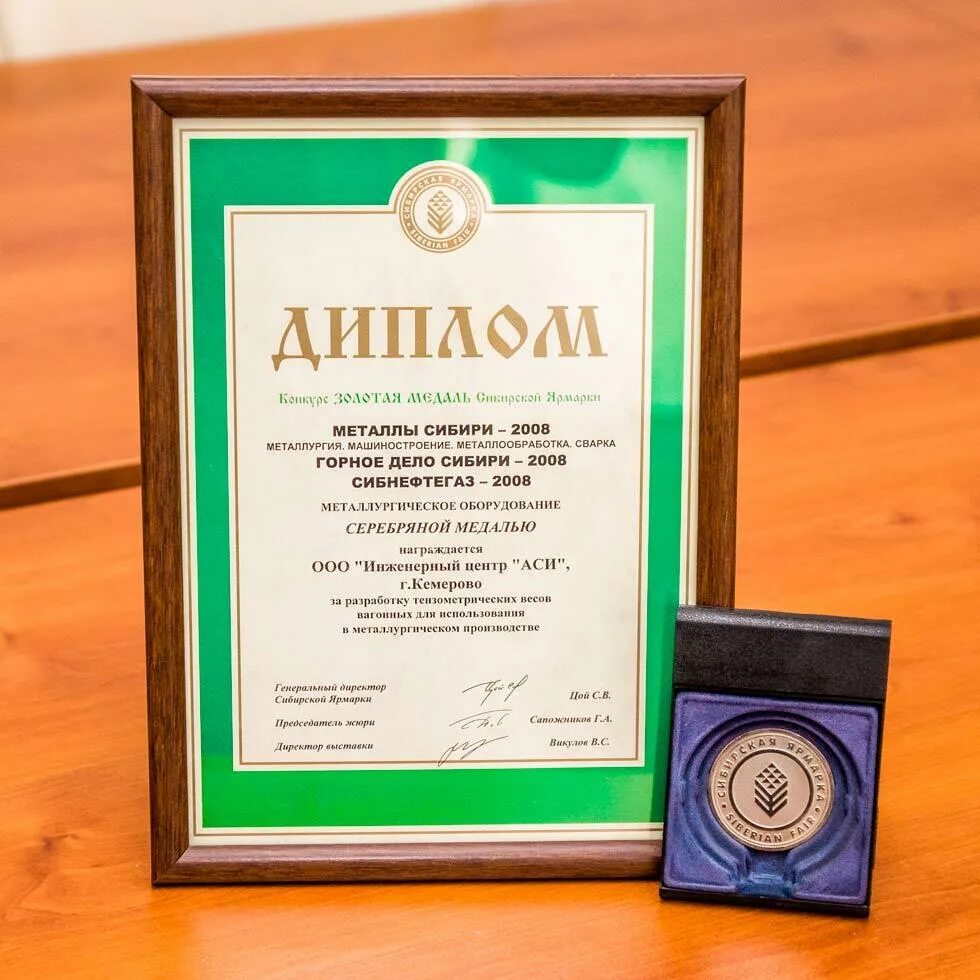 СИБИРСКАЯ ЯРМАРКА
SIBERIAN FAIR
ДИПЛОМ
Конкурс ЗОЛОТАЯ МЕДАЛЬ Сибирской Ярмарки
МЕТАЛЛЫ СИБИРИ – 2008
МЕТАЛЛУРГИЯ. МАШИНОСТРОЕНИЕ. МЕТАЛЛООБРАБОТКА. СВАРКА
ГОРНОЕ ДЕЛО СИБИРИ – 2008
СИБНЕФТЕГАЗ – 2008
МЕТАЛЛУРГИЧЕСКОЕ ОБОРУДОВАНИЕ
СЕРЕБРЯНОЙ МЕДАЛЬЮ
награждается
ООО "Инженерный центр "АСИ",
г.Кемерово
за разработку тензометрических весов
вагонных для использования
в металлургическом производстве
Генеральный директор
Сибирской Ярмарки Цой С.В.
Председатель жюри Сапожников Г.А.
Директор выставки Викулов В.С.
СИБИРСКАЯ ЯРМАРКА
SIBERIAN FAIR